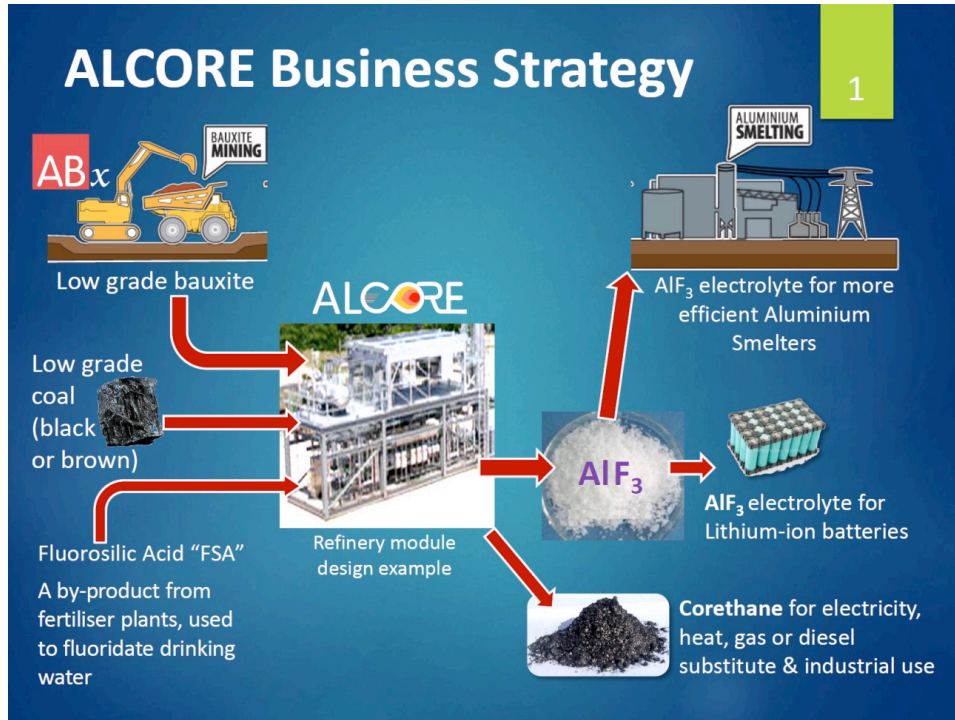 ALCORE Business Strategy
1
ABx
BAUXITE
MINING
Low grade bauxite
ALUMINIUM
SMELTING
AlF₃ electrolyte for more
efficient Aluminium
Smelters
ALCORE
Low grade
coal
(black
or brown)
AlF₃
AlF₃ electrolyte for
Lithium-ion batteries
Fluorosilic Acid “FSA”
A by-product from
fertiliser plants, used
to fluoridate drinking
water
Refinery module
design example
Corethane for electricity,
heat, gas or diesel
substitute & industrial use